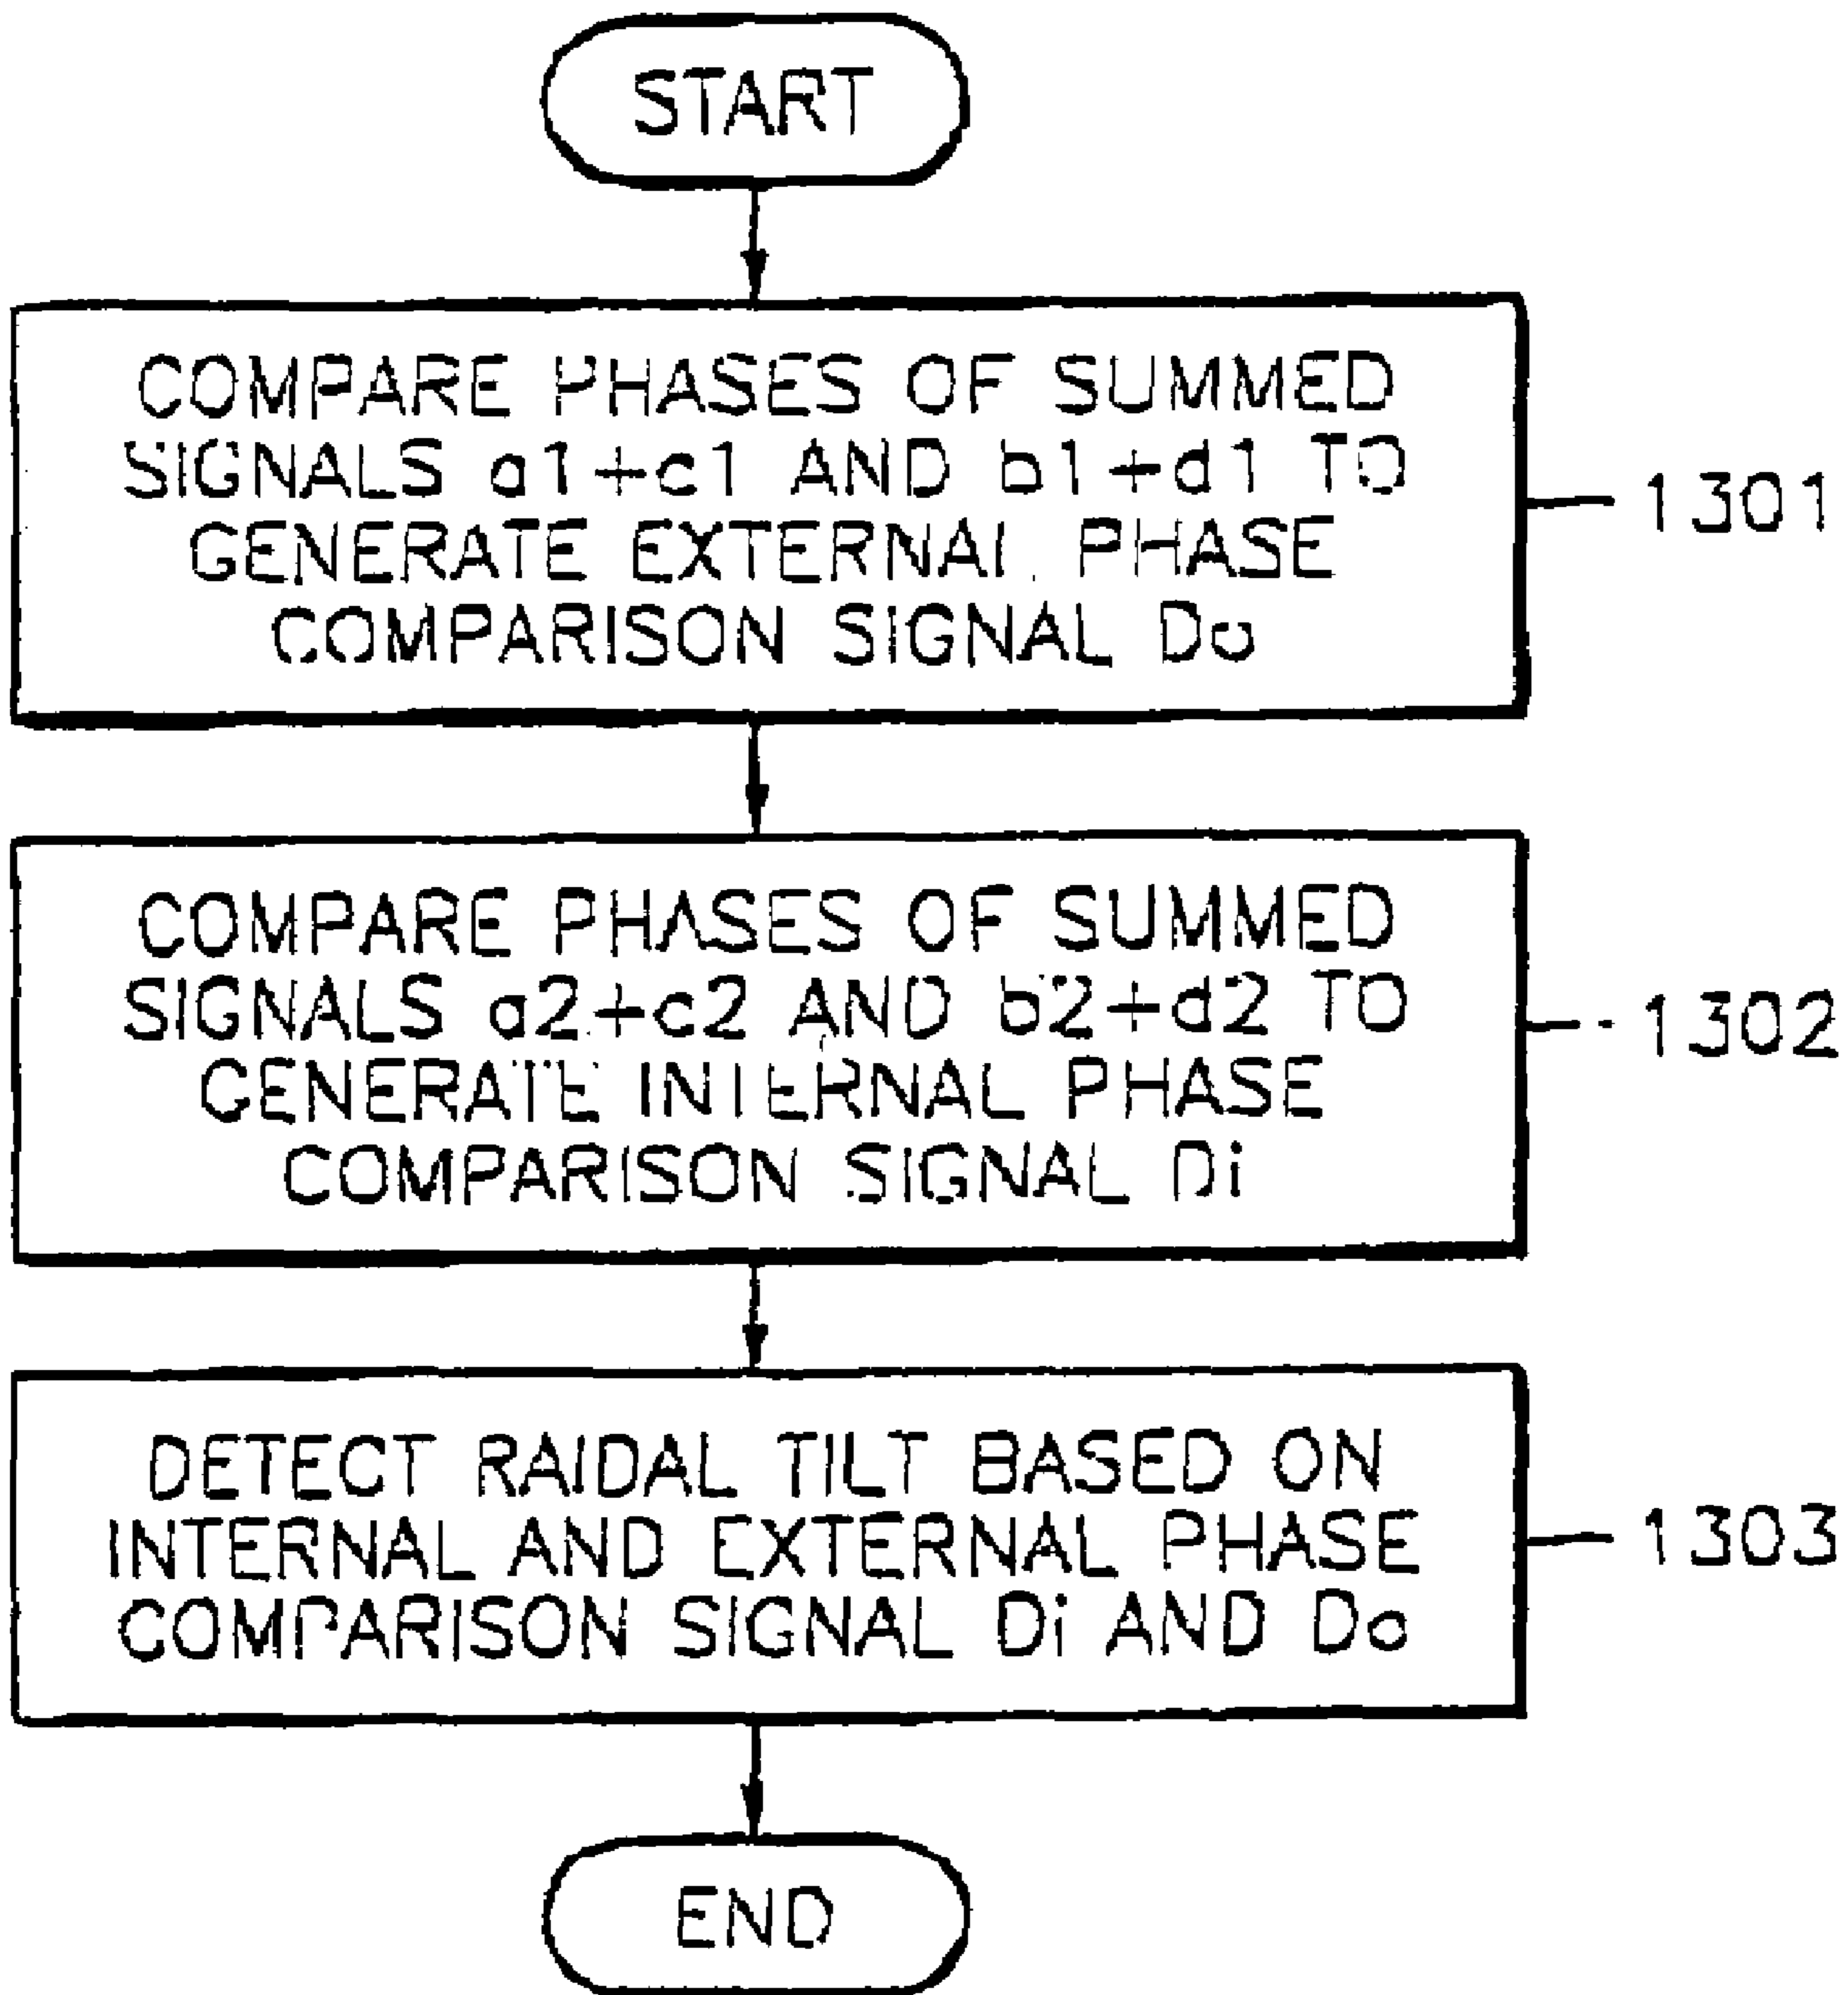 START
COMPARE PHASES OF SUMMED
SIGNALS a1+c1 AND b1+d1 TO
GENERATE EXTERNAL PHASE
COMPARISON SIGNAL Do
1301
COMPARE PHASES OF SUMMED
SIGNALS a2+c2 AND b2+d2 TO
GENERATE INTERNAL PHASE
COMPARISON SIGNAL Di
1302
DETECT RAIDAL TILT BASED ON
INTERNAL AND EXTERNAL PHASE
COMPARISON SIGNAL Di AND Do
1303
END